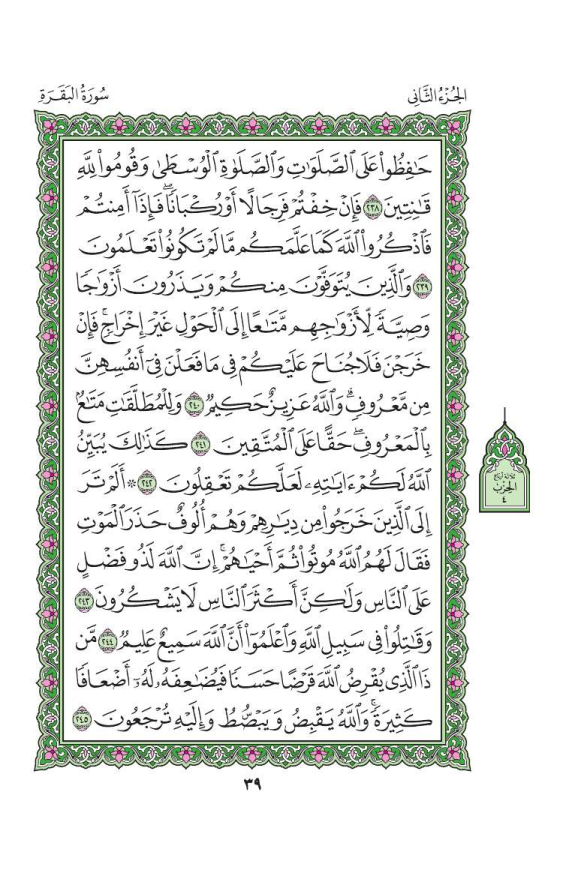 الجُزْءُ الثَّانِي
سُورَةُ البَقَرَةِ
حَٰفِظُواْ عَلَى ٱلصَّلَوَٰتِ وَٱلصَّلَوٰةِ ٱلۡوُسۡطَىٰ وَقُومُواْ لِلَّهِ
قَٰنِتِينَ ٢٣٨ فَإِنۡ خِفۡتُمۡ فَرِجَالًا أَوۡ رُكۡبَانٗاۖ فَإِذَآ أَمِنتُمۡ
فَٱذۡكُرُواْ ٱللَّهَ كَمَا عَلَّمَكُم مَّا لَمۡ تَكُونُواْ تَعۡلَمُونَ
٢٣٩ وَٱلَّذِينَ يُتَوَفَّوۡنَ مِنكُمۡ وَيَذَرُونَ أَزۡوَٰجٗا
وَصِيَّةٗ لِّأَزۡوَٰجِهِم مَّتَٰعًا إِلَى ٱلۡحَوۡلِ غَيۡرَ إِخۡرَاجٖۚ فَإِنۡ
خَرَجۡنَ فَلَا جُنَاحَ عَلَيۡكُمۡ فِي مَا فَعَلۡنَ فِيٓ أَنفُسِهِنَّ
مِن مَّعۡرُوفٖۗ وَٱللَّهُ عَزِيزٌ حَكِيمٞ ٢٤٠ وَلِلۡمُطَلَّقَٰتِ مَتَٰعُۢ
بِٱلۡمَعۡرُوفِۖ حَقًّا عَلَى ٱلۡمُتَّقِينَ ٢٤١ كَذَٰلِكَ يُبَيِّنُ
ٱللَّهُ لَكُمۡ ءَايَٰتِهِۦ لَعَلَّكُمۡ تَعۡقِلُونَ ٢٤٢ ۞ أَلَمۡ تَرَ
إِلَى ٱلَّذِينَ خَرَجُواْ مِن دِيَٰرِهِمۡ وَهُمۡ أُلُوفٌ حَذَرَ ٱلۡمَوۡتِ
فَقَالَ لَهُمُ ٱللَّهُ مُوتُواْ ثُمَّ أَحۡيَٰهُمۡۚ إِنَّ ٱللَّهَ لَذُو فَضۡلٍ
عَلَى ٱلنَّاسِ وَلَٰكِنَّ أَكۡثَرَ ٱلنَّاسِ لَا يَشۡكُرُونَ ٢٤٣
وَقَٰتِلُواْ فِي سَبِيلِ ٱللَّهِ وَٱعۡلَمُوٓاْ أَنَّ ٱللَّهَ سَمِيعٌ عَلِيمٞ ٢٤٤ مَّن
ذَا ٱلَّذِي يُقۡرِضُ ٱللَّهَ قَرۡضًا حَسَنٗا فَيُضَٰعِفَهُۥ لَهُۥٓ أَضۡعَافٗا
كَثِيرَةٗۚ وَٱللَّهُ يَقۡبِضُ وَيَبۡصُۜطُ وَإِلَيۡهِ تُرۡجَعُونَ ٢٤٥
ثلاثة أرباع
الحزب
٤
٣٩